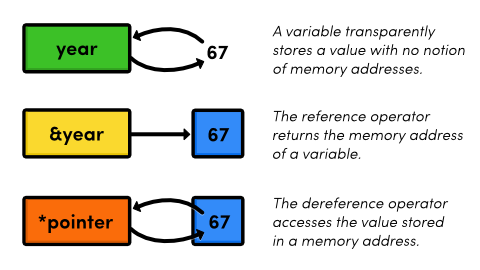 year
67
A variable transparently
stores a value with no notion
of memory addresses.
&year
67
The reference operator
returns the memory address
of a variable.
*pointer
67
The dereference operator
accesses the value stored
in a memory address.